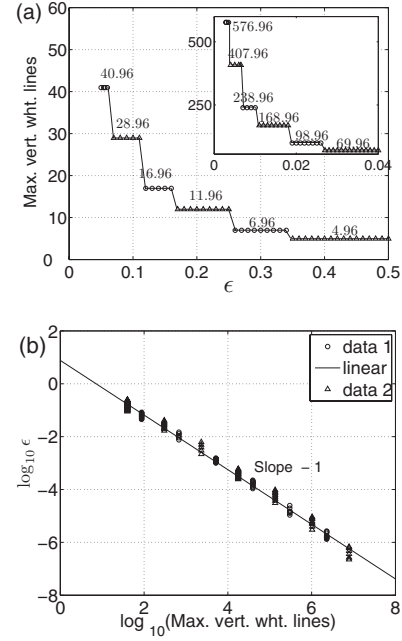 (a)
60
50
40
30
20
10
0
Max. vert. wht. lines
40.96
28.96
16.96
11.96
6.96
4.96
0 0.1 0.2 0.3 0.4 0.5
ϵ
576.96
500
407.96
250
238.96
168.96
98.96
69.96
0 0.01 0.02 0.03 0.04
(b)
2
0
−2
−4
−6
−8
log₁₀ ϵ
data 1
linear
data 2
Slope −1
0 2 4 6 8
log₁₀(Max. vert. wht. lines)